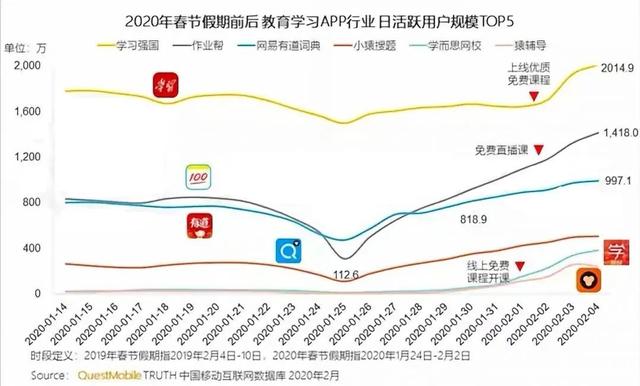 2020年春节假期前后 教育学习APP行业 日活跃用户规模TOP5
单位：万
学习强国 作业帮 网易有道词典 小猿搜题 学而思网校 猿辅导
2,000
1,600
1,200
800
400
0
上线优质
免费课程
2014.9
免费直播课
1,418.0
997.1
818.9
112.6
线上免费
课程开课
学习
100
有道
学
2020-01-14
2020-01-15
2020-01-16
2020-01-17
2020-01-18
2020-01-19
2020-01-20
2020-01-21
2020-01-22
2020-01-23
2020-01-24
2020-01-25
2020-01-26
2020-01-27
2020-01-28
2020-01-29
2020-01-30
2020-01-31
2020-02-01
2020-02-02
2020-02-03
2020-02-04
时段定义：2019年春节假期指2019年2月4日-10日，2020年春节假期指2020年1月24日-2月2日
Source： QuestMobile TRUTH 中国移动互联网数据库 2020年2月